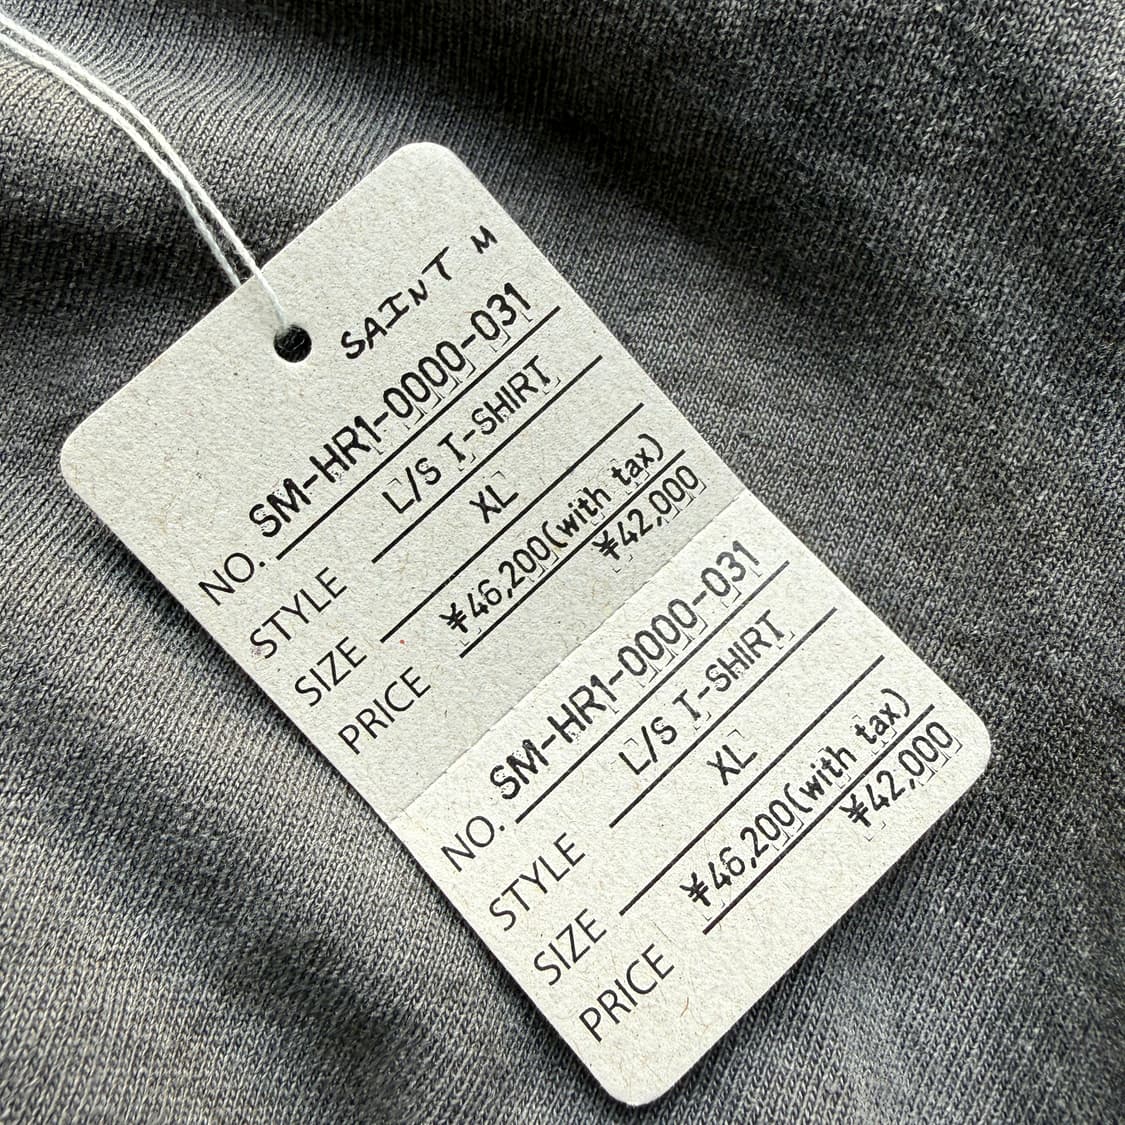 SAINT M
NO. SM-HR1-0000-031
STYLE L/S T-SHIRT
SIZE XL
PRICE ¥46,200(with tax)
¥42,000
NO. SM-HR1-0000-031
STYLE L/S T-SHIRT
SIZE XL
PRICE ¥46,200(with tax)
¥42,000